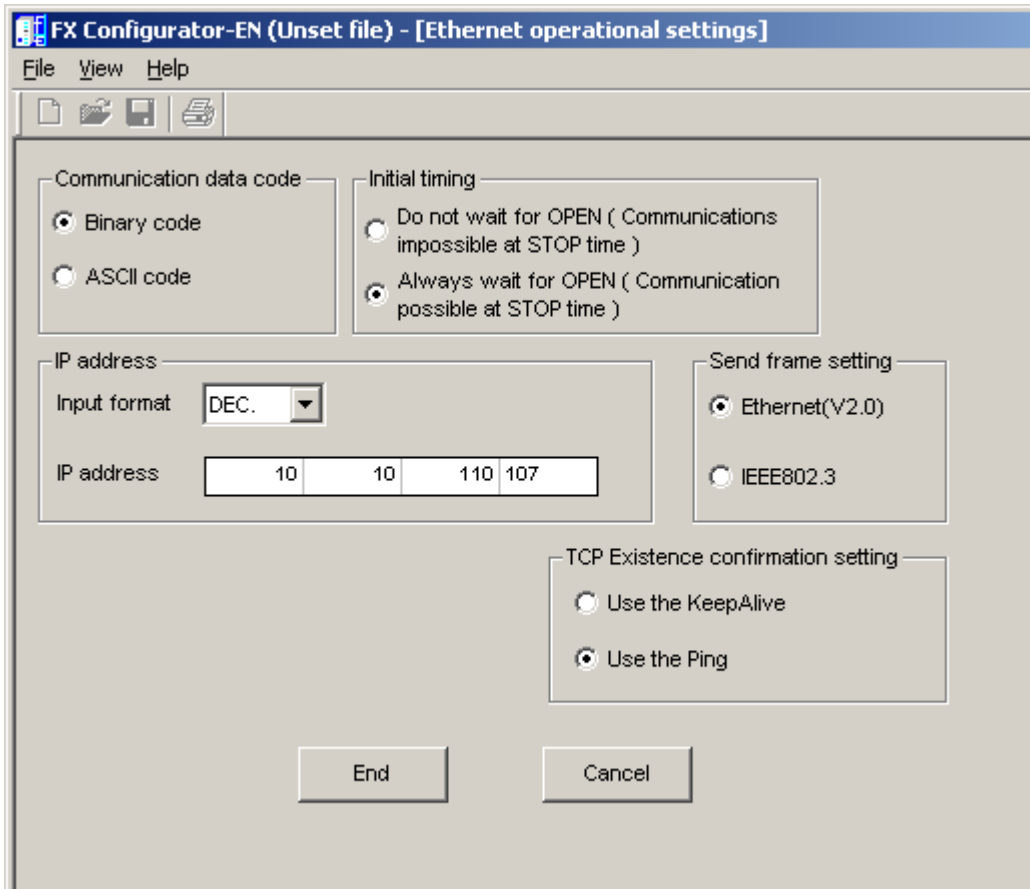 FX Configurator-EN (Unset file) - [Ethernet operational settings]
File View Help
Communication data code
Binary code
ASCII code
Initial timing
Do not wait for OPEN ( Communications
impossible at STOP time )
Always wait for OPEN ( Communication
possible at STOP time )
IP address
Input format DEC.
IP address 10 10 110 107
Send frame setting
Ethernet(V2.0)
IEEE802.3
TCP Existence confirmation setting
Use the KeepAlive
Use the Ping
End Cancel